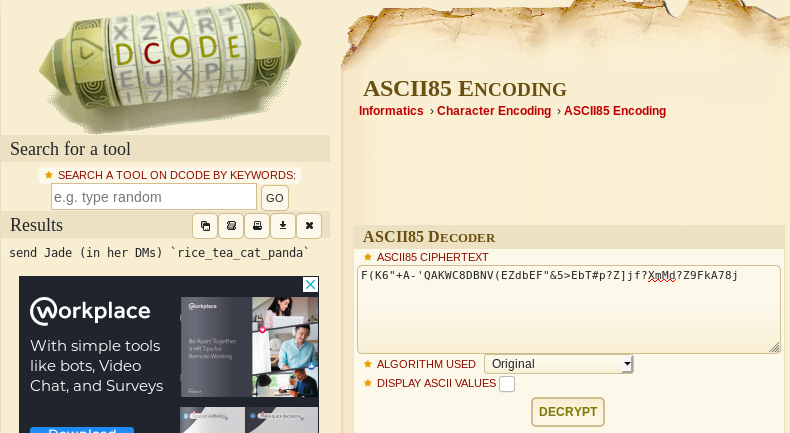 X Z V R T
D C O D E
E U X P L
ASCII85 ENCODING
Informatics › Character Encoding › ASCII85 Encoding
Search for a tool
★ SEARCH A TOOL ON DCODE BY KEYWORDS:
e.g. type random
GO
Results
send Jade (in her DMs) `rice_tea_cat_panda`
workplace
With simple tools
like bots, Video
Chat, and Surveys
Download
workplace
Be Apart Together
5 HR Tips for
Remote Working
ASCII85 DECODER
★ ASCII85 CIPHERTEXT
F(K6"+A-'QAKWC8DBNV(EZdbEF"&5>EbT#p?Z]jf?XmMd?Z9FkA78j
★ ALGORITHM USED Original
★ DISPLAY ASCII VALUES
DECRYPT